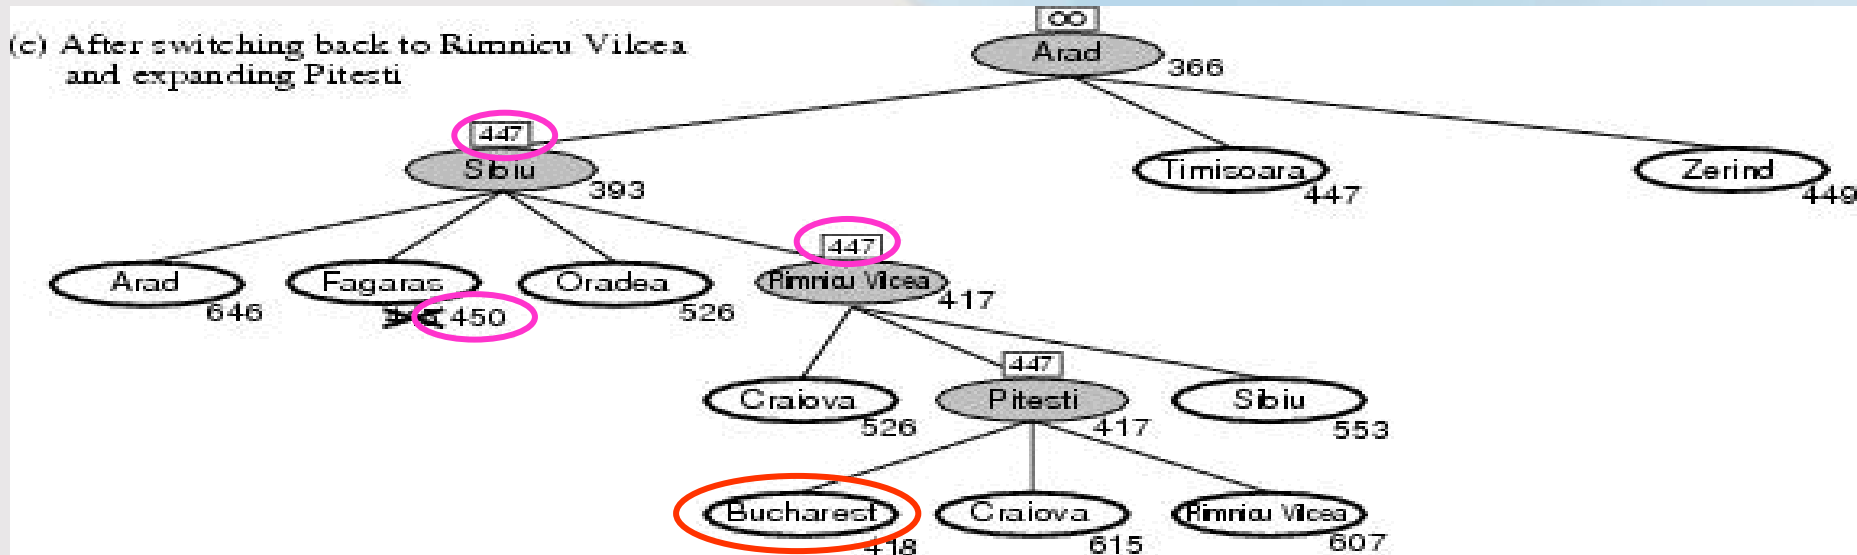 ∞
(c) After switching back to Rimnicu Vilcea
and expanding Pitesti
Arad
366
447
Sibiu
393
Timisoara
447
Zerind
449
447
Arad
646
Fagaras
450
Oradea
526
Rimnicu Vilcea
417
447
Craiova
526
Pitesti
417
Sibiu
553
Bucharest
418
Craiova
615
Rimnicu Vilcea
607